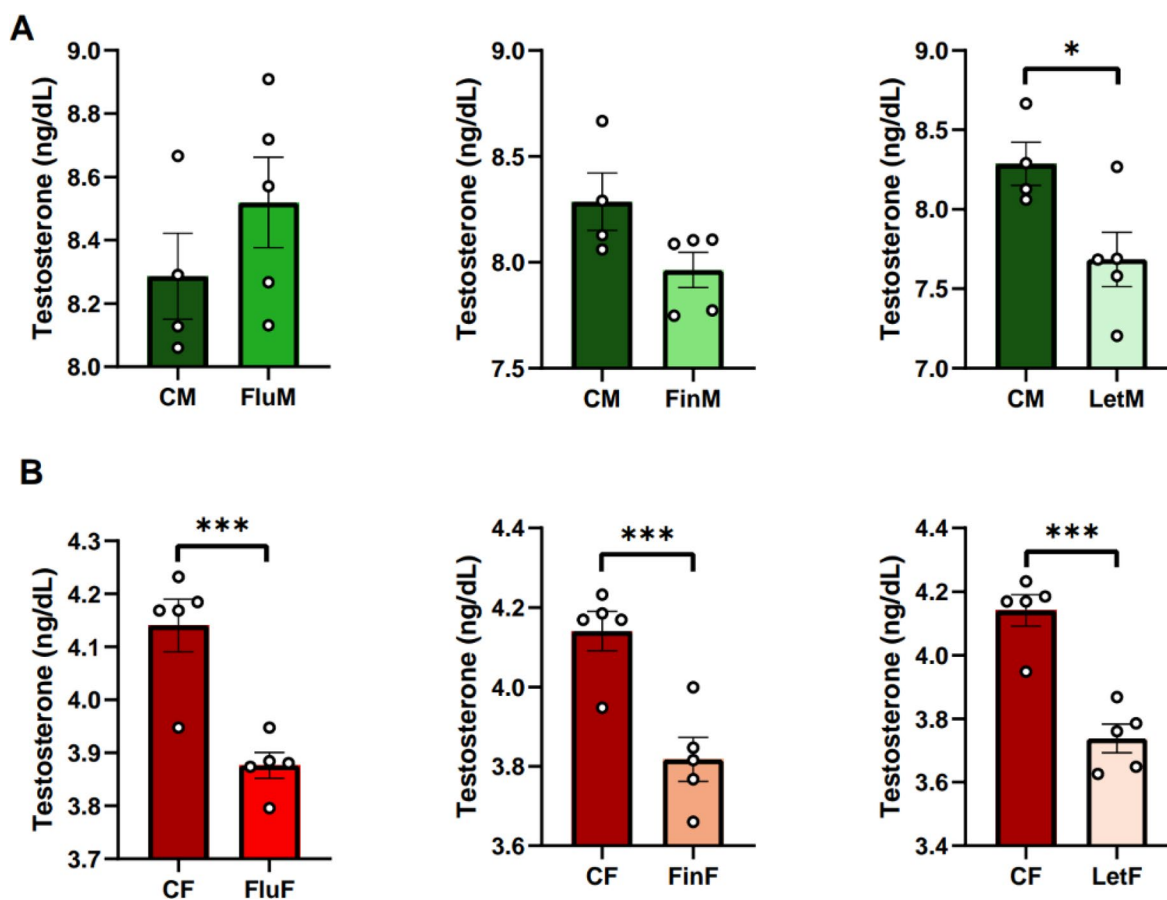 A
Testosterone (ng/dL)
9.0
8.8
8.6
8.4
8.2
8.0
CM FluM
Testosterone (ng/dL)
9.0
8.5
8.0
7.5
CM FinM
Testosterone (ng/dL)
9.0
8.5
8.0
7.5
7.0
*
CM LetM
B
Testosterone (ng/dL)
4.3
4.2
4.1
4.0
3.9
3.8
3.7
***
CF FluF
Testosterone (ng/dL)
4.4
4.2
4.0
3.8
3.6
***
CF FinF
Testosterone (ng/dL)
4.4
4.2
4.0
3.8
3.6
3.4
***
CF LetF